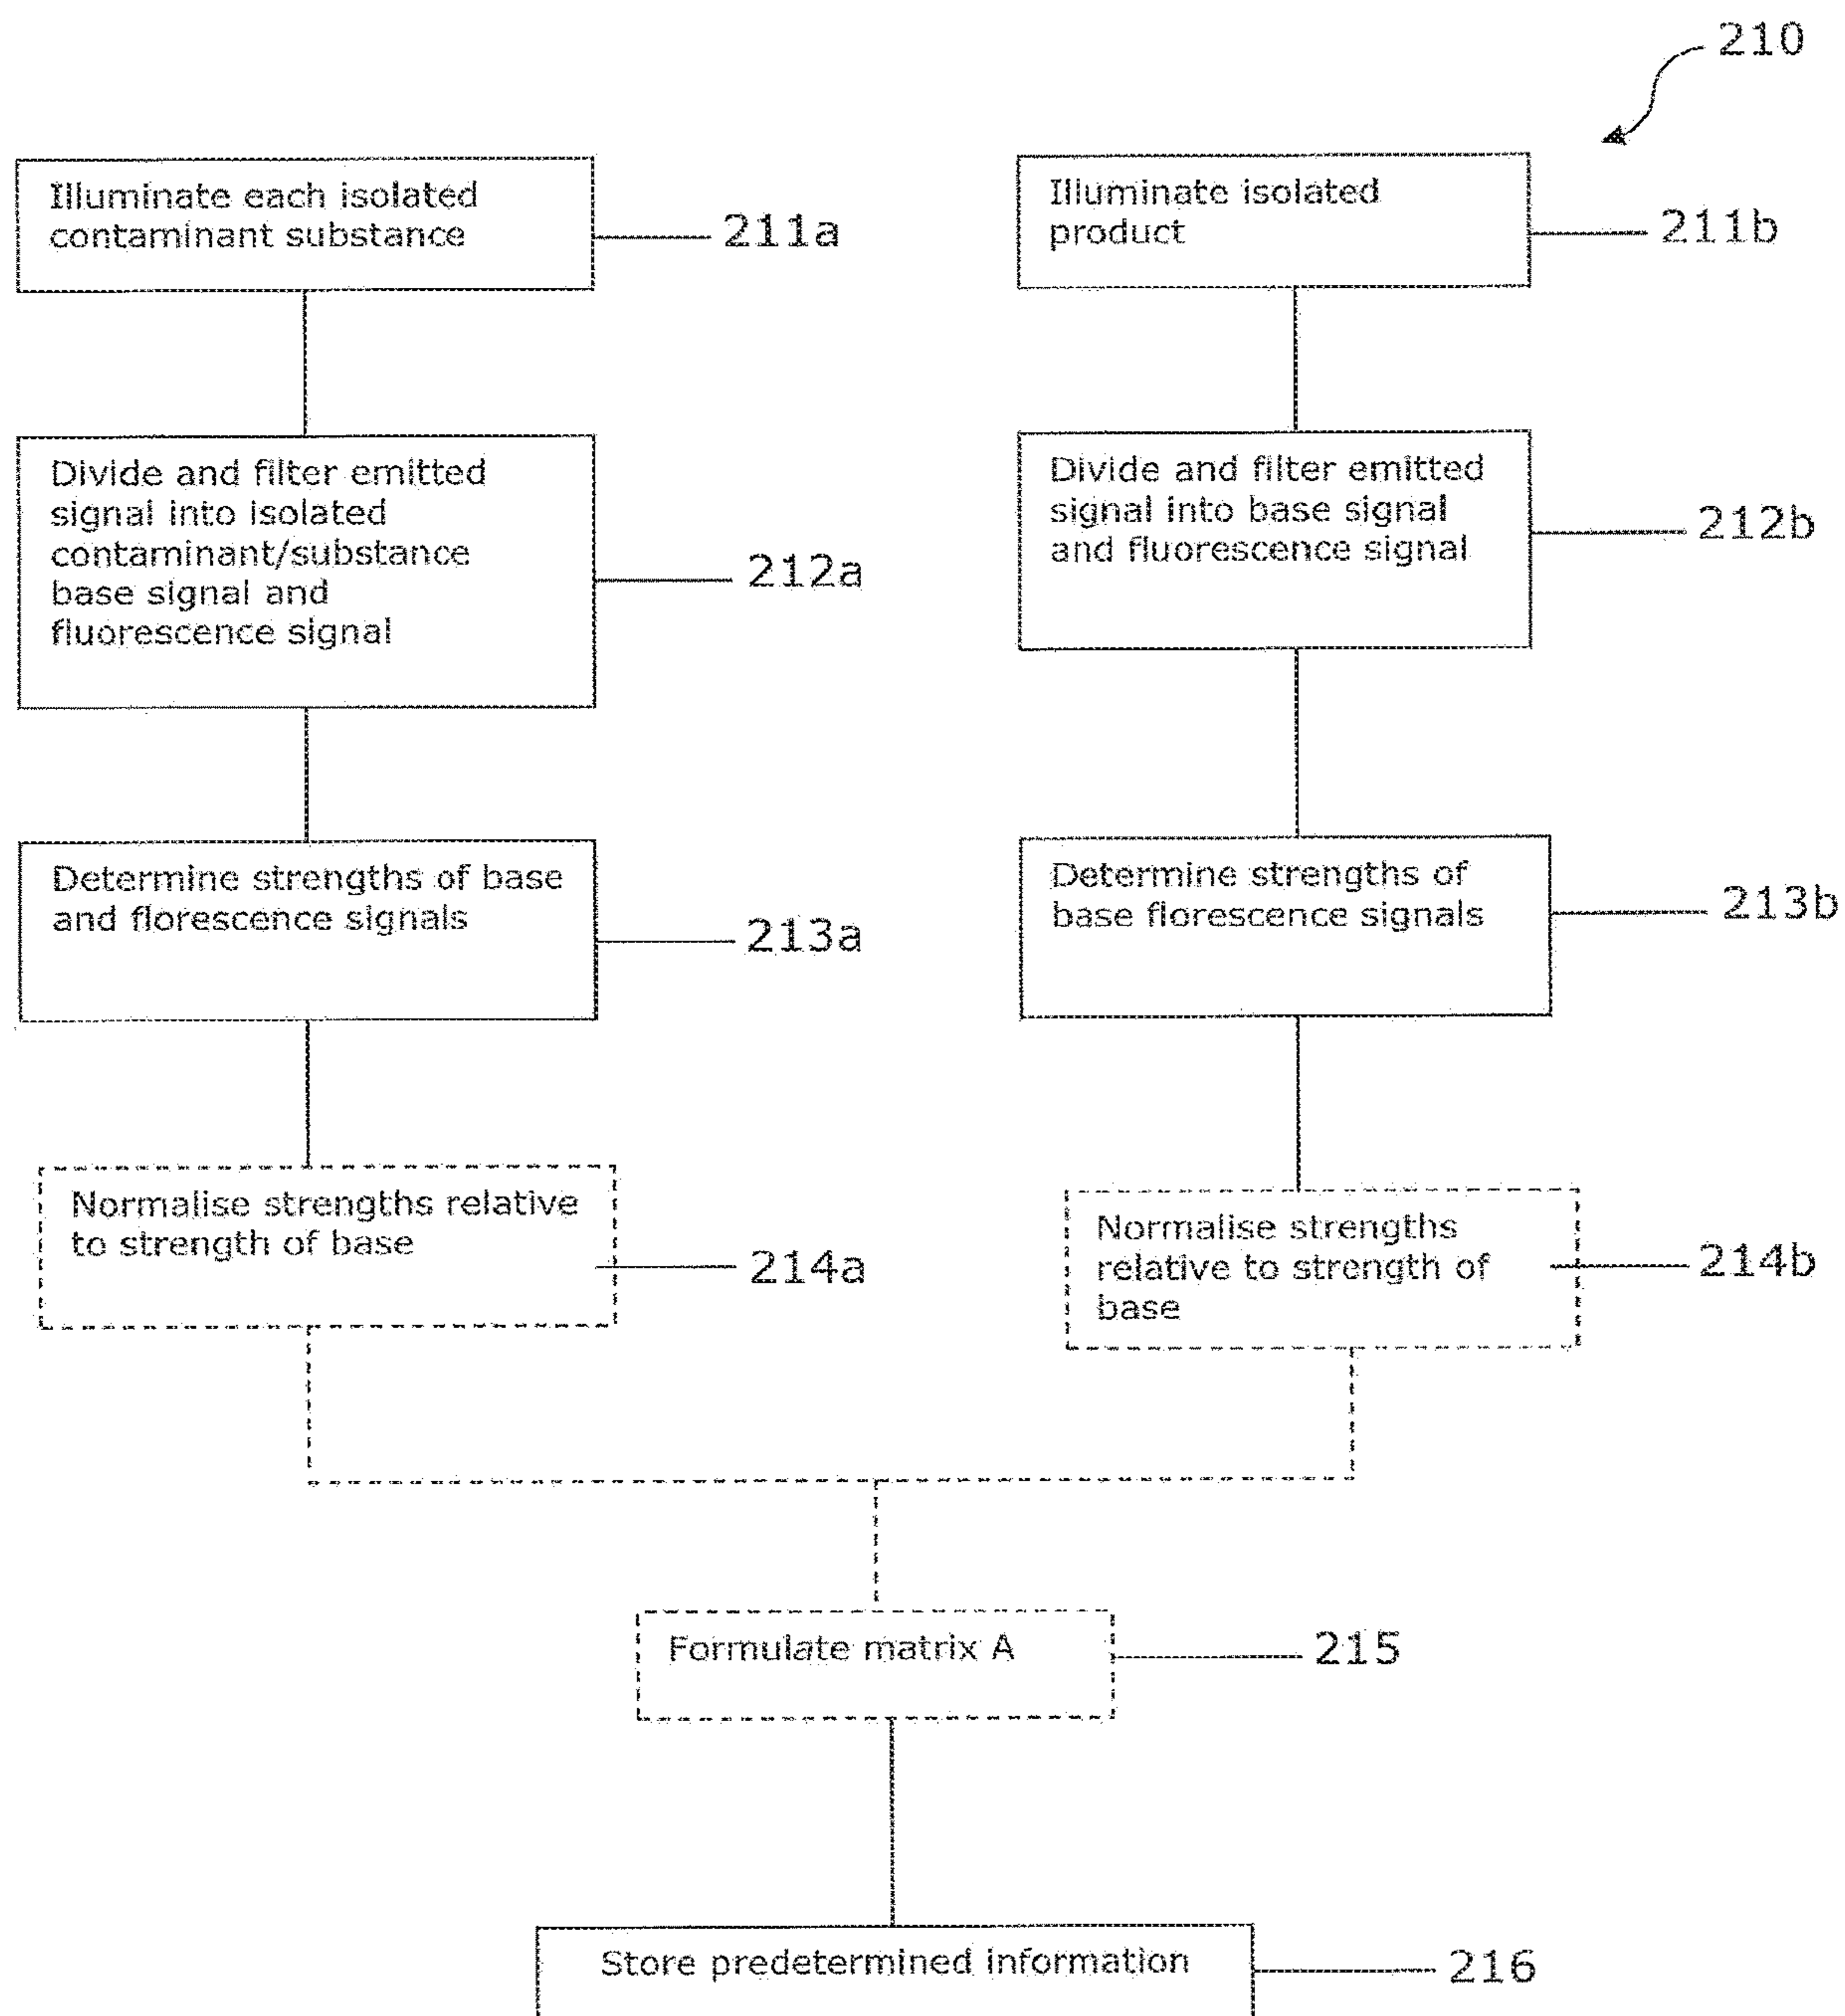 210
Illuminate each isolated
contaminant substance
211a
Illuminate isolated
product
211b
Divide and filter emitted
signal into isolated
contaminant/substance
base signal and
fluorescence signal
212a
Divide and filter emitted
signal into base signal
and fluorescence signal
212b
Determine strengths of base
and florescence signals
213a
Determine strengths of
base florescence signals
213b
Normalise strengths relative
to strength of base
214a
Normalise strengths
relative to strength of
base
214b
Formulate matrix A
215
Store predetermined information
216